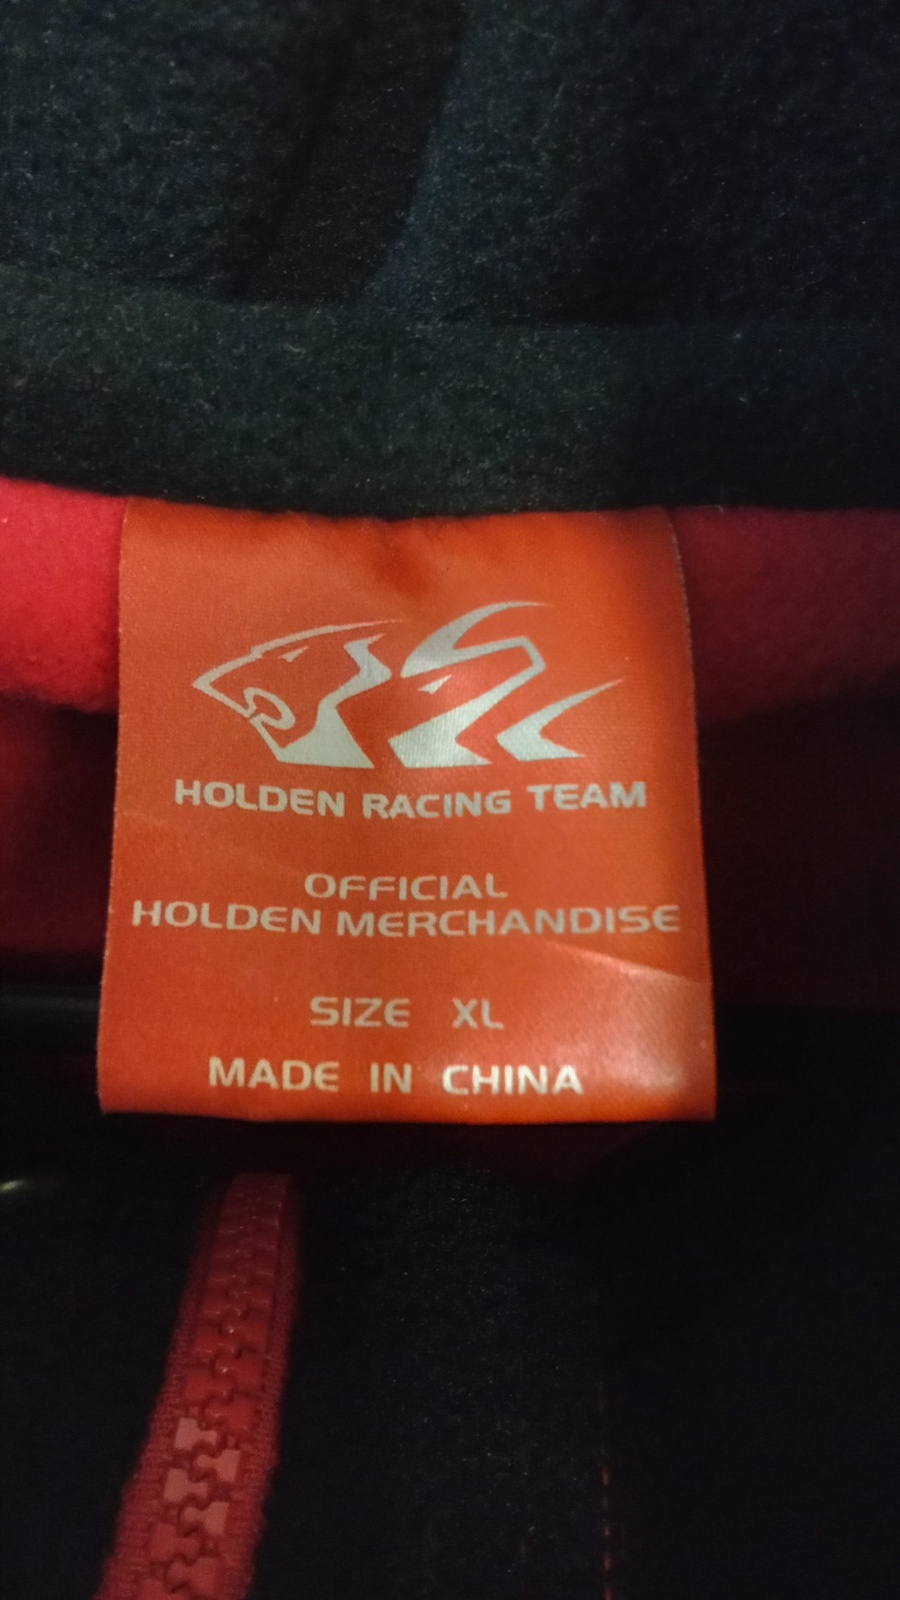 HOLDEN RACING TEAM
OFFICIAL
HOLDEN MERCHANDISE
SIZE XL
MADE IN CHINA